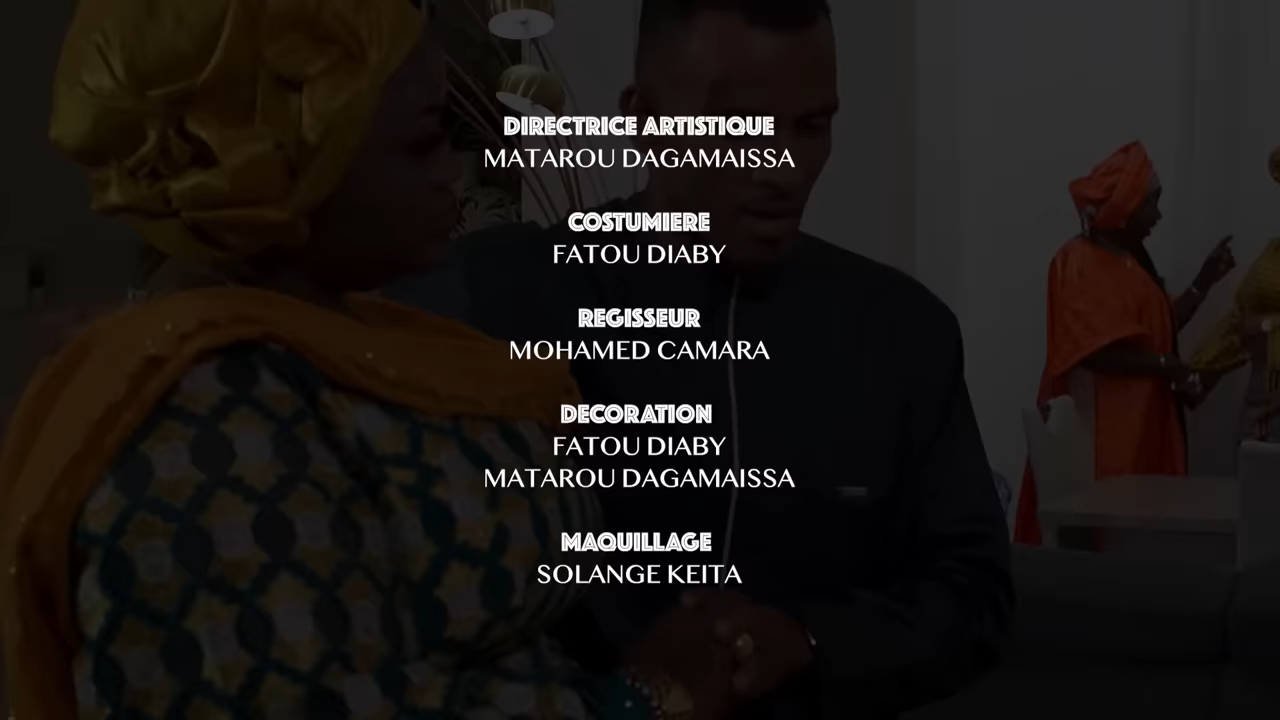 DIRECTRICE ARTISTIQUE
MATAROU DAGAMAISSA
COSTUMIERE
FATOU DIABY
REGISSEUR
MOHAMED CAMARA
DECORATION
FATOU DIABY
MATAROU DAGAMAISSA
MAQUILLAGE
SOLANGE KEITA